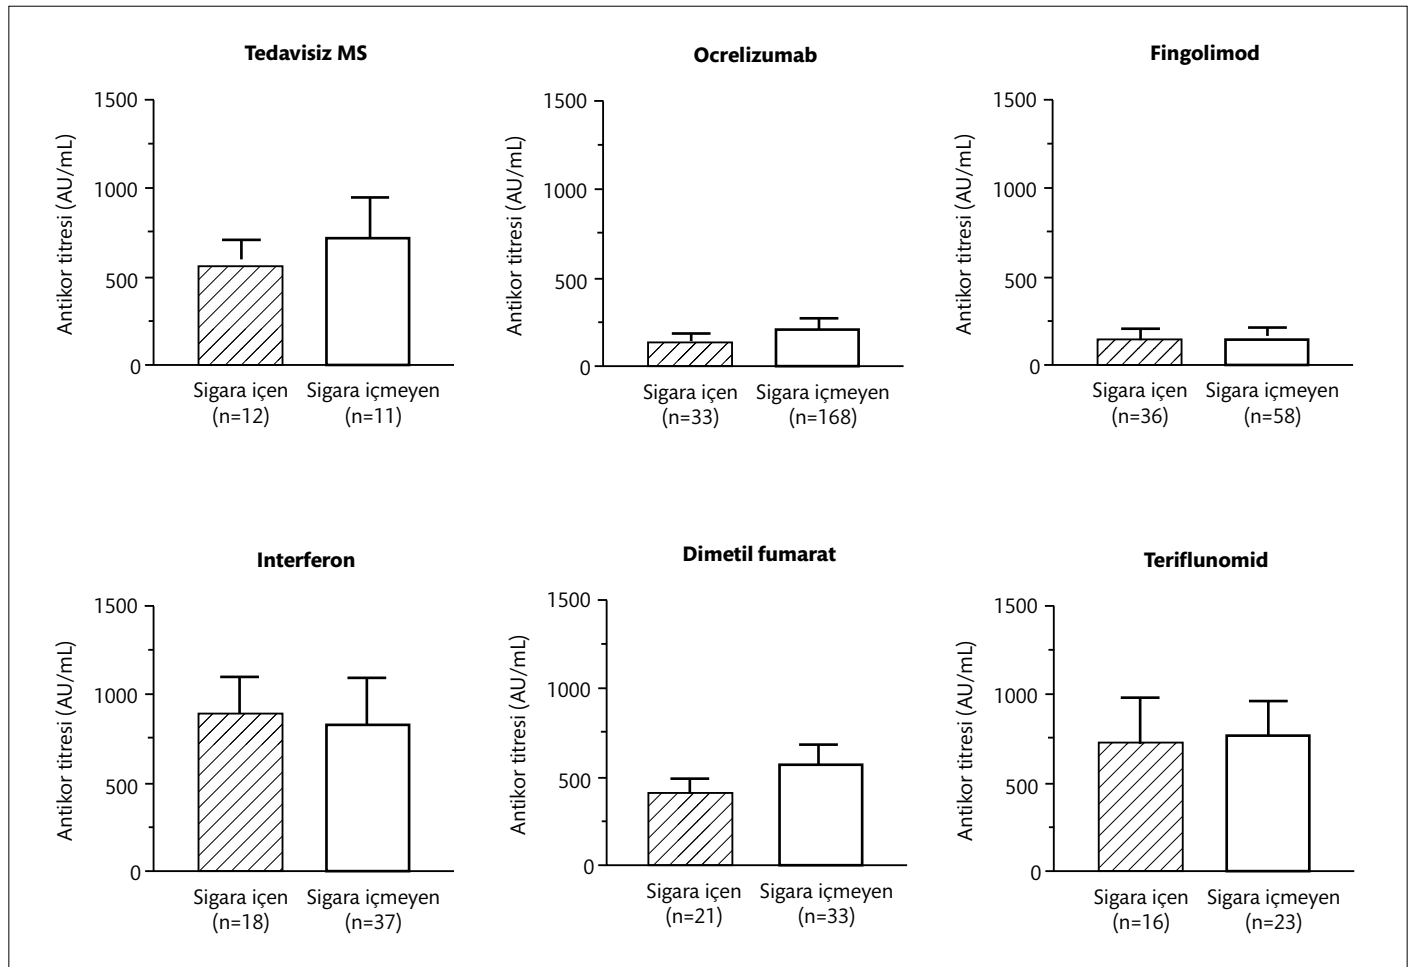 Tedavisiz MS
Antikor titresi (AU/mL)
1500
1000
500
0
Sigara içen
(n=12)
Sigara içmeyen
(n=11)
Ocrelizumab
Antikor titresi (AU/mL)
1500
1000
500
0
Sigara içen
(n=33)
Sigara içmeyen
(n=168)
Fingolimod
Antikor titresi (AU/mL)
1500
1000
500
0
Sigara içen
(n=36)
Sigara içmeyen
(n=58)
Interferon
Antikor titresi (AU/mL)
1500
1000
500
0
Sigara içen
(n=18)
Sigara içmeyen
(n=37)
Dimetil fumarat
Antikor titresi (AU/mL)
1500
1000
500
0
Sigara içen
(n=21)
Sigara içmeyen
(n=33)
Teriflunomid
Antikor titresi (AU/mL)
1500
1000
500
0
Sigara içen
(n=16)
Sigara içmeyen
(n=23)